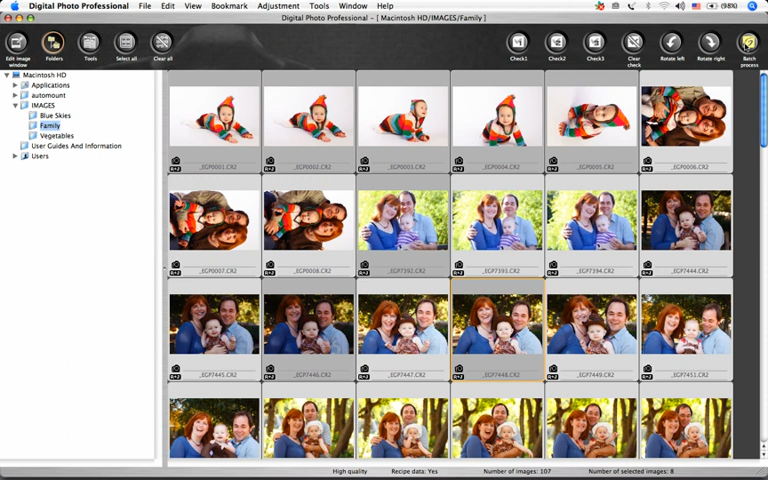 Digital Photo Professional File Edit View Bookmark Adjustment Tools Window Help (98%)
Digital Photo Professional – [ Macintosh HD/IMAGES/Family ]
Edit image window Folders Tools Select all Clear all Check1 Check2 Check3 Clear check Rotate left Rotate right Batch process
Macintosh HD
Applications
automount
IMAGES
Blue Skies
Family
Vegetables
User Guides And Information
Users
_EGP0001.CR2 _EGP0002.CR2 _EGP0003.CR2 _EGP0004.CR2 _EGP0005.CR2 _EGP0006.CR2
_EGP0007.CR2 _EGP0008.CR2 _EGP7392.CR2 _EGP7393.CR2 _EGP7394.CR2 _EGP7444.CR2
_EGP7445.CR2 _EGP7446.CR2 _EGP7447.CR2 _EGP7448.CR2 _EGP7449.CR2 _EGP7451.CR2
High quality Recipe data: Yes Number of images: 107 Number of selected images: 8